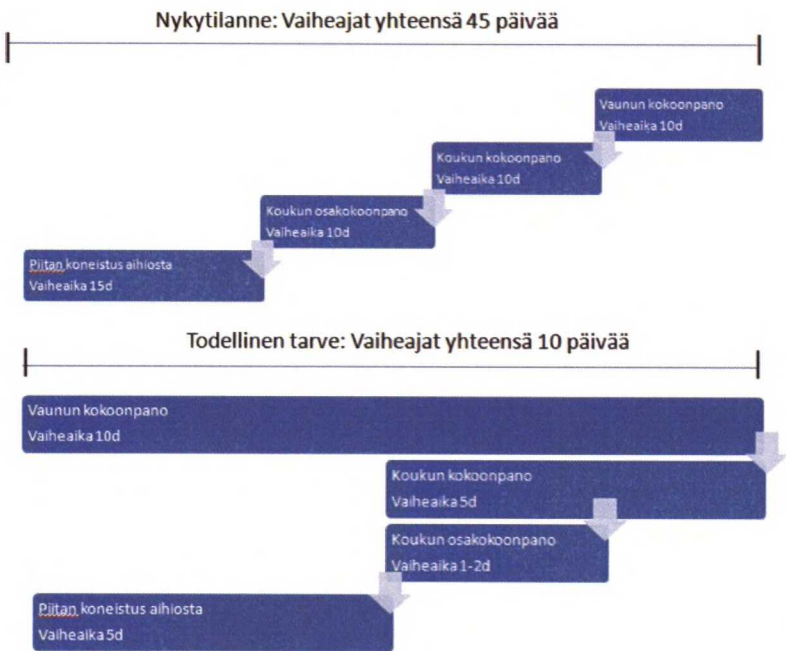 Nykytilanne: Vaiheajat yhteensä 45 päivää
Vaunun kokoonpano
Vaiheaika 10d
Koukun kokoonpano
Vaiheaika 10d
Koukun osakokoonpano
Vaiheaika 10d
Piitan koneistus aihiosta
Vaiheaika 15d
Todellinen tarve: Vaiheajat yhteensä 10 päivää
Vaunun kokoonpano
Vaiheaika 10d
Koukun kokoonpano
Vaiheaika 5d
Koukun osakokoonpano
Vaiheaika 1-2d
Piitan koneistus aihiosta
Vaiheaika 5d